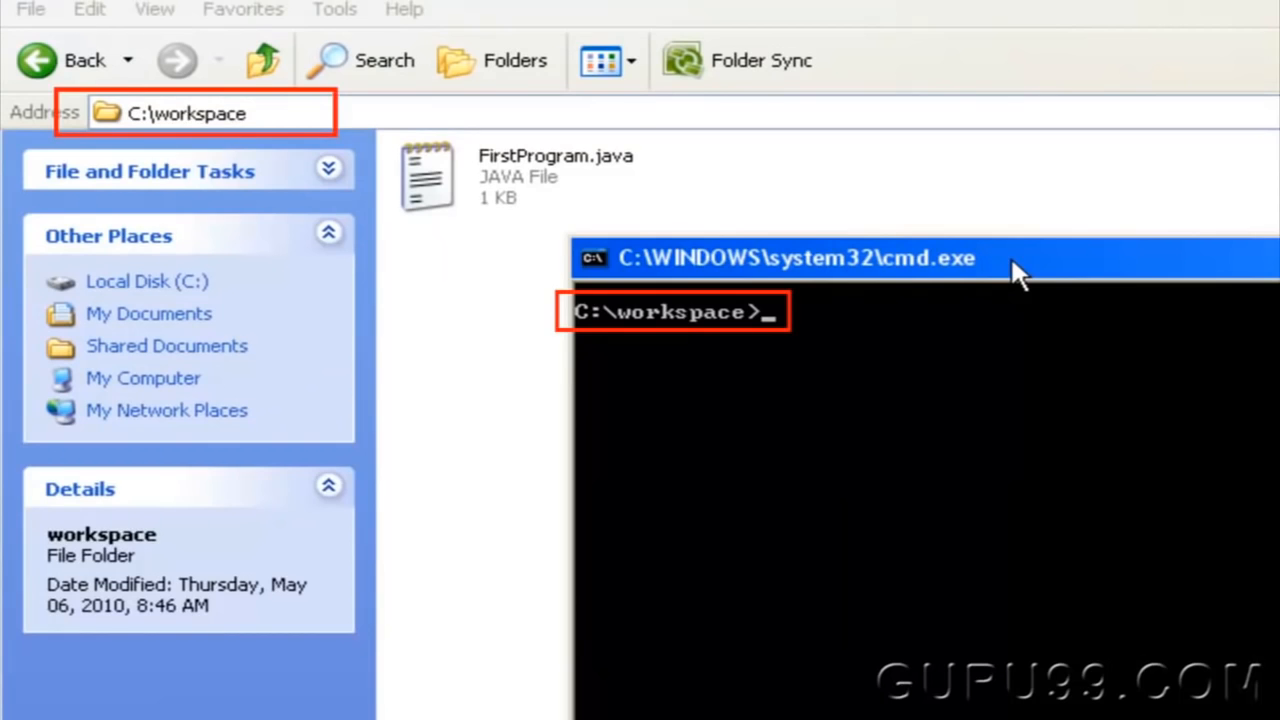 File Edit View Favorites Tools Help
Back Search Folders Folder Sync
Address C:\workspace
File and Folder Tasks
Other Places
Local Disk (C:)
My Documents
Shared Documents
My Computer
My Network Places
Details
workspace
File Folder
Date Modified: Thursday, May
06, 2010, 8:46 AM
FirstProgram.java
JAVA File
1 KB
C:\WINDOWS\system32\cmd.exe
C:\workspace>_
GURU99.COM